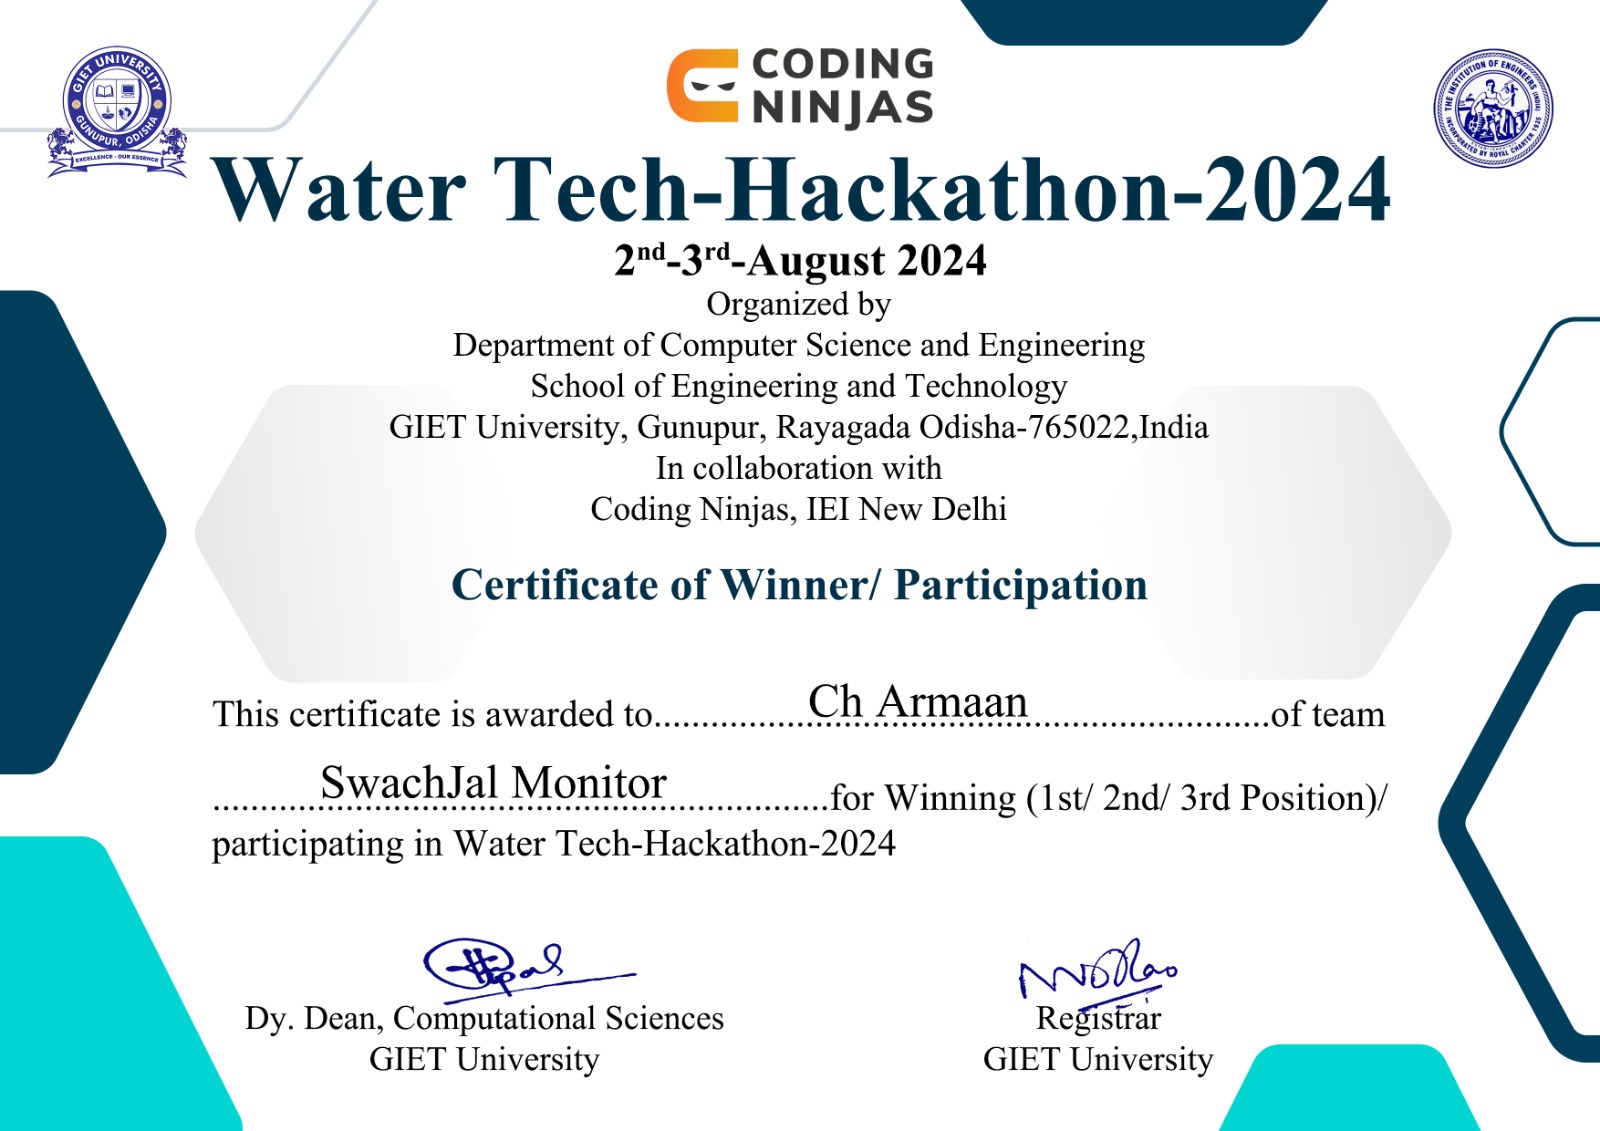 GIET UNIVERSITY
GUNUPUR, ODISHA
EXCELLENCE - OUR ESSENCE
CODING
NINJAS
THE INSTITUTION OF ENGINEERS (INDIA)
INCORPORATED BY ROYAL CHARTER 1935
Water Tech-Hackathon-2024
2nd-3rd-August 2024
Organized by
Department of Computer Science and Engineering
School of Engineering and Technology
GIET University, Gunupur, Rayagada Odisha-765022,India
In collaboration with
Coding Ninjas, IEI New Delhi
Certificate of Winner/ Participation
This certificate is awarded to.....Ch Armaan.....of team
.....SwachJal Monitor.....for Winning (1st/ 2nd/ 3rd Position)/
participating in Water Tech-Hackathon-2024
Dy. Dean, Computational Sciences
GIET University
Registrar
GIET University